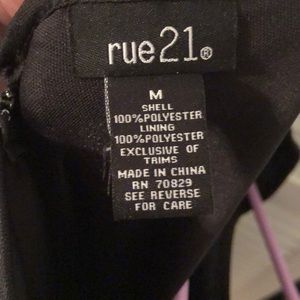 rue21®
M
SHELL
100%POLYESTER
LINING
100%POLYESTER
EXCLUSIVE OF
TRIMS
MADE IN CHINA
RN 70829
SEE REVERSE
FOR CARE